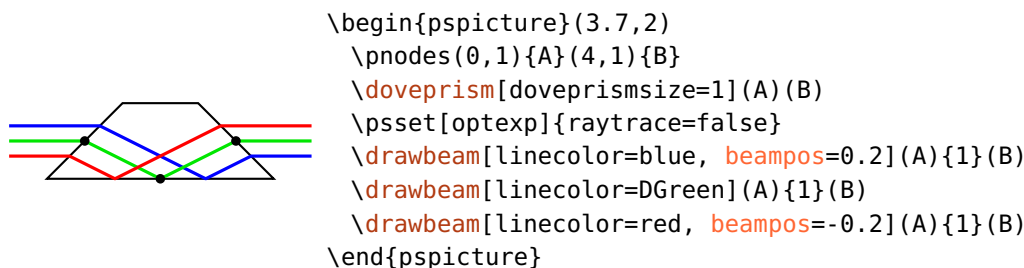 \begin{pspicture}(3.7,2)
\pnodes(0,1){A}(4,1){B}
\doveprism[doveprismsize=1](A)(B)
\psset[optexp]{raytrace=false}
\drawbeam[linecolor=blue, beampos=0.2](A){1}(B)
\drawbeam[linecolor=DGreen](A){1}(B)
\drawbeam[linecolor=red, beampos=-0.2](A){1}(B)
\end{pspicture}